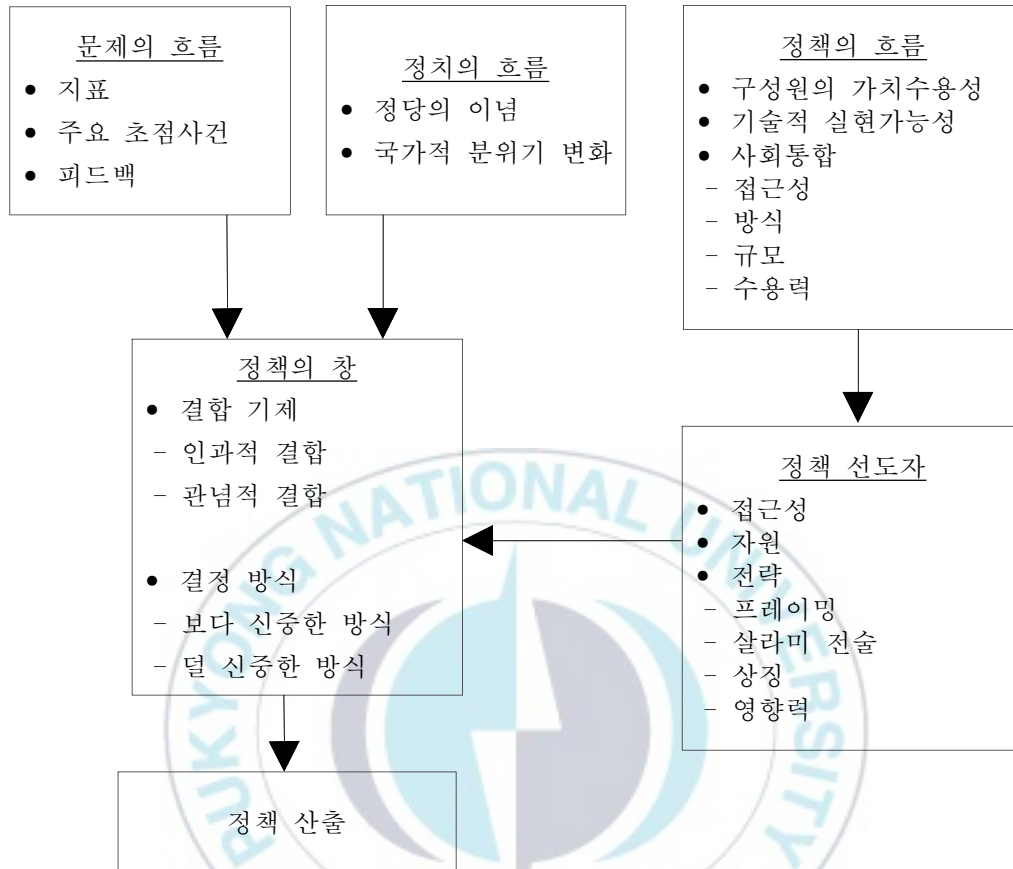 문제의 흐름
● 지표
● 주요 초점사건
● 피드백
정치의 흐름
● 정당의 이념
● 국가적 분위기 변화
정책의 흐름
● 구성원의 가치수용성
● 기술적 실현가능성
● 사회통합
- 접근성
- 방식
- 규모
- 수용력
정책의 창
● 결합 기제
- 인과적 결합
- 관념적 결합
● 결정 방식
- 보다 신중한 방식
- 덜 신중한 방식
정책 선도자
● 접근성
● 자원
● 전략
- 프레이밍
- 살라미 전술
- 상징
- 영향력
정책 산출
PUKYONG NATIONAL UNIVERSITY